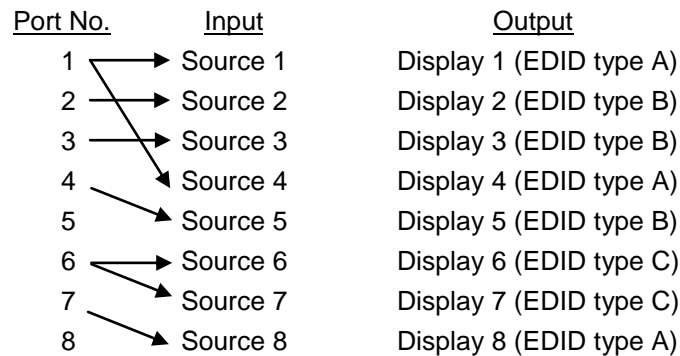 Port No. Input Output
1 Source 1 Display 1 (EDID type A)
2 Source 2 Display 2 (EDID type B)
3 Source 3 Display 3 (EDID type B)
4 Source 4 Display 4 (EDID type A)
5 Source 5 Display 5 (EDID type B)
6 Source 6 Display 6 (EDID type C)
7 Source 7 Display 7 (EDID type C)
8 Source 8 Display 8 (EDID type A)